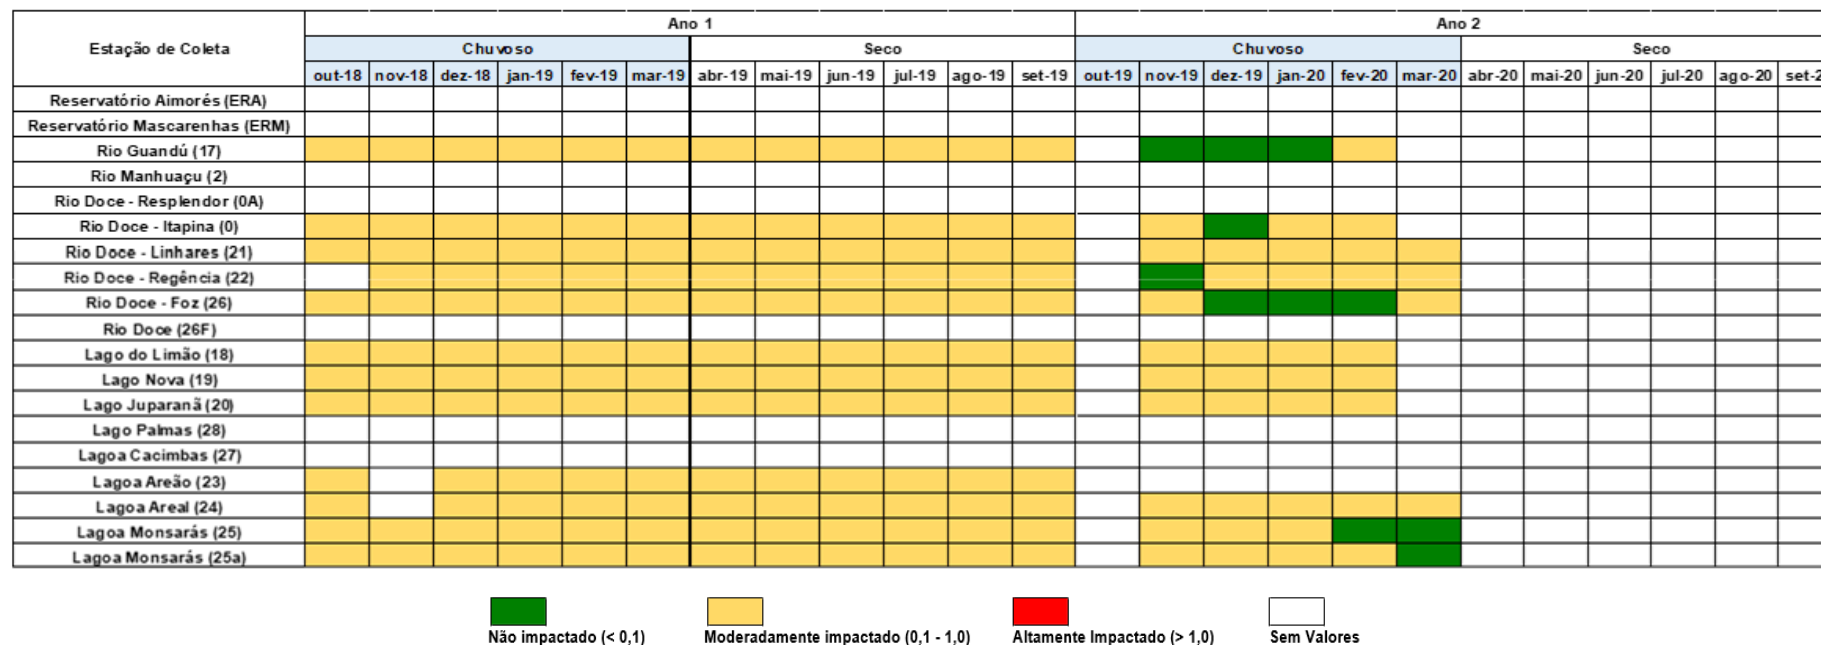 Ano 1 Ano 2
Estação de Coleta
Chuvoso Seco Chuvoso Seco
out-18 nov-18 dez-18 jan-19 fev-19 mar-19 abr-19 mai-19 jun-19 jul-19 ago-19 set-19 out-19 nov-19 dez-19 jan-20 fev-20 mar-20 abr-20 mai-20 jun-20 jul-20 ago-20 set-2
Reservatório Aimorés (ERA)
Reservatório Mascarenhas (ERM)
Rio Guandú (17)
Rio Manhuaçu (2)
Rio Doce - Resplendor (0A)
Rio Doce - Itapina (0)
Rio Doce - Linhares (21)
Rio Doce - Regência (22)
Rio Doce - Foz (26)
Rio Doce (26F)
Lago do Limão (18)
Lago Nova (19)
Lago Juparanã (20)
Lago Palmas (28)
Lagoa Cacimbas (27)
Lagoa Areão (23)
Lagoa Areal (24)
Lagoa Monsarás (25)
Lagoa Monsarás (25a)
Não impactado (< 0,1) Moderadamente impactado (0,1 - 1,0) Altamente Impactado (> 1,0) Sem Valores